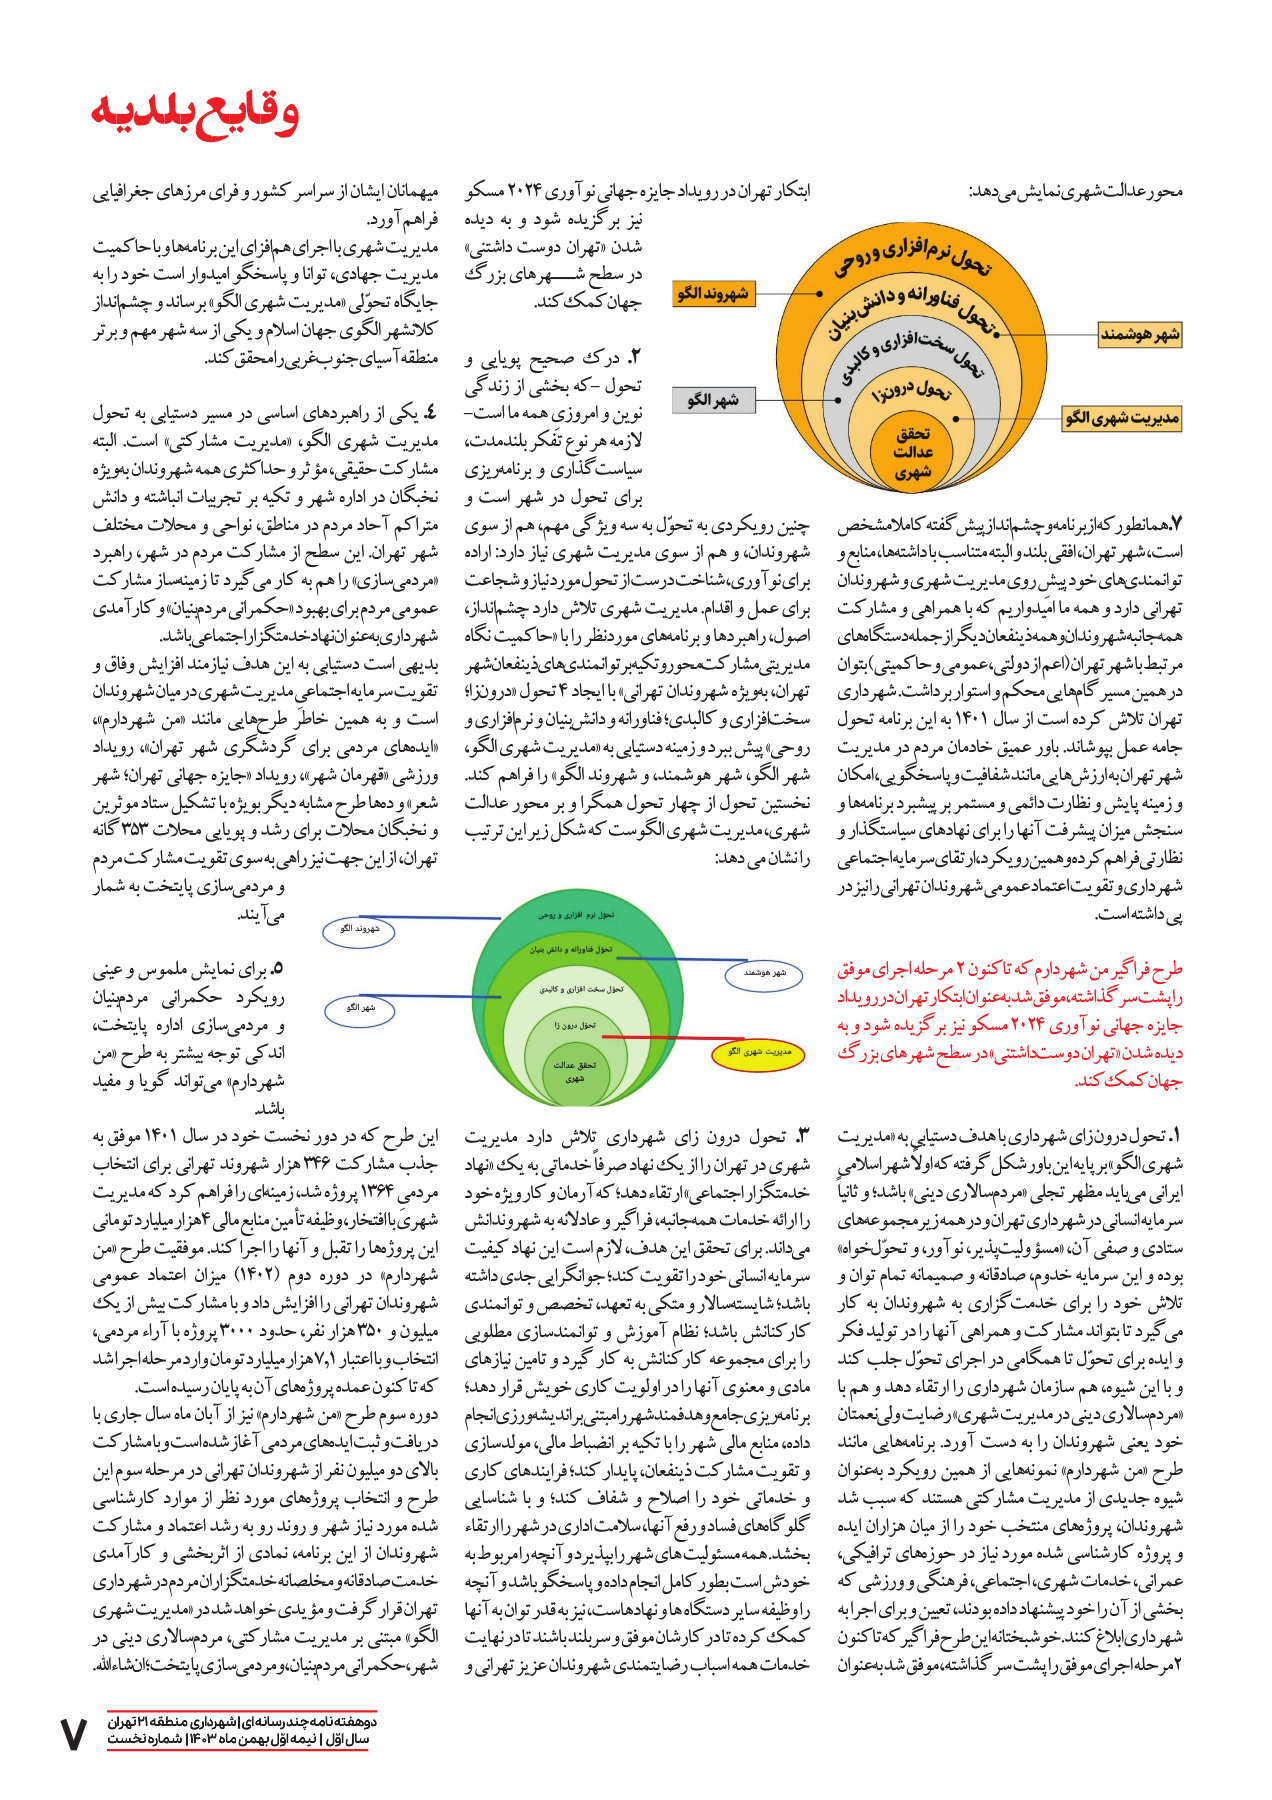 وقایع بلدیه
محور عدالت شهری نمایش می‌دهد:
تحول نرم‌افزاری و روحی
تحول فناورانه و دانش‌بنیان
تحول سخت‌افزاری و کالبدی
تحول درون‌زا
تحقق
عدالت
شهری
شهروند الگو
شهر هوشمند
شهر الگو
مدیریت شهری الگو
۷. همانطور که از برنامه و چشم‌انداز پیش گفته کاملا مشخص
است، شهر تهران، افقی بلند و البته متناسب با داشته‌ها، منابع و
توانمندی‌های خود پیش روی مدیریت شهری و شهروندان
تهرانی دارد و همه ما امیدواریم که با همراهی و مشارکت
همه‌جانبه شهروندان و همه ذینفعان دیگر از جمله دستگاه‌های
مرتبط با شهر تهران (اعم از دولتی، عمومی و حاکمیتی) بتوان
در همین مسیر گام‌هایی محکم و استوار برداشت. شهرداری
تهران تلاش کرده است از سال ۱۴۰۱ به این برنامه تحول
جامه عمل بپوشاند. باور عمیق خادمان مردم در مدیریت
شهر تهران به ارزش‌هایی مانند شفافیت و پاسخگویی، امکان
و زمینه پایش و نظارت دائمی و مستمر بر پیشبرد برنامه‌ها و
سنجش میزان پیشرفت آنها را برای نهادهای سیاستگذار و
نظارتی فراهم کرده و همین رویکرد، ارتقای سرمایه اجتماعی
شهرداری و تقویت اعتماد عمومی شهروندان تهرانی را نیز در
پی داشته است.
طرح فراگیر من شهردارم که تا کنون ۲ مرحله اجرای موفق
را پشت سر گذاشته، موفق شد به عنوان ابتکار تهران در رویداد
جایزه جهانی نوآوری ۲۰۲۴ مسکو نیز برگزیده شود و به
دیده شدن «تهران دوست‌داشتنی» در سطح شهرهای بزرگ
جهان کمک کند.
۱. تحول درون‌زای شهرداری با هدف دستیابی به «مدیریت
شهری الگو» بر پایه این باور شکل گرفته که اولاً شهر اسلامی
ایرانی می‌باید مظهر تجلی «مردم‌سالاری دینی» باشد؛ و ثانیاً
سرمایه انسانی در شهرداری تهران و در همه زیرمجموعه‌های
ستادی و صفی آن، «مسؤولیت‌پذیر، نوآور، و تحوّل‌خواه»
بوده و این سرمایه خدوم، صادقانه و صمیمانه تمام توان و
تلاش خود را برای خدمت‌گزاری به شهروندان به کار
می‌گیرد تا بتواند مشارکت و همراهی آنها را در تولید فکر
و ایده برای تحوّل تا همگامی در اجرای تحوّل جلب کند
و با این شیوه، هم سازمان شهرداری را ارتقاء دهد و هم با
«مردم‌سالاری دینی در مدیریت شهری» رضایت ولی‌نعمتان
خود یعنی شهروندان را به دست آورد. برنامه‌هایی مانند
طرح «من شهردارم» نمونه‌هایی از همین رویکرد به‌عنوان
شیوه جدیدی از مدیریت مشارکتی هستند که سبب شد
شهروندان، پروژه‌های منتخب خود را از میان هزاران ایده
و پروژه کارشناسی شده مورد نیاز در حوزه‌های ترافیکی،
عمرانی، خدمات شهری، اجتماعی، فرهنگی و ورزشی که
بخشی از آن را خود پیشنهاد داده بودند، تعیین و برای اجرا به
شهرداری ابلاغ کنند. خوشبختانه این طرح فراگیر که تا کنون
۲ مرحله اجرای موفق را پشت سر گذاشته، موفق شد به عنوان
ابتکار تهران در رویداد جایزه جهانی نوآوری ۲۰۲۴ مسکو
نیز برگزیده شود و به دیده
شدن «تهران دوست داشتنی»
در سطح شـــــهرهای بزرگ
جهان کمک کند.
۲. درک صحیح پویایی و
تحول –که بخشی از زندگی
نوین و امروزی همه ما است–
لازمه هر نوع تفکر بلندمدت،
سیاست‌گذاری و برنامه‌ریزی
برای تحول در شهر است و
چنین رویکردی به تحوّل به سه ویژگی مهم، هم از سوی
شهروندان، و هم از سوی مدیریت شهری نیاز دارد: اراده
برای نوآوری، شناخت درست از تحول مورد نیاز و شجاعت
برای عمل و اقدام. مدیریت شهری تلاش دارد چشم‌انداز،
اصول، راهبردها و برنامه‌های موردنظر را با «حاکمیت نگاه
مدیریتی مشارکت‌محور و تکیه بر توانمندی‌های ذینفعان شهر
تهران، به‌ویژه شهروندان تهرانی» با ایجاد ۴ تحول «درون‌زا؛
سخت‌افزاری و کالبدی؛ فناورانه و دانش‌بنیان و نرم‌افزاری و
روحی» پیش ببرد و زمینه دستیابی به «مدیریت شهری الگو،
شهر الگو، شهر هوشمند، و شهروند الگو» را فراهم کند.
نخستین تحول از چهار تحول همگرا و بر محور عدالت
شهری، مدیریت شهری الگوست که شکل زیر این ترتیب
را نشان می دهد:
تحوّل نرم افزاری و روحی
تحوّل فناورانه و دانش بنیان
تحوّل سخت افزاری و کالبدی
تحوّل درون زا
تحقق عدالت
شهری
شهروند الگو
شهر هوشمند
شهر الگو
مدیریت شهری الگو
۳. تحول درون زای شهرداری تلاش دارد مدیریت
شهری در تهران را از یک نهاد صرفاً خدماتی به یک «نهاد
خدمتگزار اجتماعی» ارتقاء دهد؛ که آرمان و کار ویژه خود
را ارائه خدمات همه‌جانبه، فراگیر و عادلانه به شهروندانش
می‌داند. برای تحقق این هدف، لازم است این نهاد کیفیت
سرمایه انسانی خود را تقویت کند؛ جوانگرایی جدی داشته
باشد؛ شایسته‌سالار و متکی به تعهد، تخصص و توانمندی
کارکنانش باشد؛ نظام آموزش و توانمندسازی مطلوبی
را برای مجموعه کارکنانش به کار گیرد و تامین نیازهای
مادی و معنوی آنها را در اولویت کاری خویش قرار دهد؛
برنامه‌ریزی جامع و هدفمند شهر را مبتنی بر اندیشه‌ورزی انجام
داده، منابع مالی شهر را با تکیه بر انضباط مالی، مولدسازی
و تقویت مشارکت ذینفعان، پایدار کند؛ فرایندهای کاری
و خدماتی خود را اصلاح و شفاف کند؛ و با شناسایی
گلوگاه‌های فساد و رفع آنها، سلامت اداری در شهر را ارتقاء
بخشد. همه مسئولیت‌های شهر را بپذیرد و آنچه را مربوط به
خودش است بطور کامل انجام داده و پاسخگو باشد و آنچه
را وظیفه سایر دستگاه ها و نهادهاست، نیز به قدر توان به آنها
کمک کرده تا در کارشان موفق و سربلند باشند تا در نهایت
خدمات همه اسباب رضایتمندی شهروندان عزیز تهرانی و
میهمانان ایشان از سراسر کشور و فرای مرزهای جغرافیایی
فراهم آورد.
مدیریت شهری با اجرای هم‌افزای این برنامه‌ها و با حاکمیت
مدیریت جهادی، توانا و پاسخگو امیدوار است خود را به
جایگاه تحوّلی «مدیریت شهری الگو» برساند و چشم‌انداز
کلانشهر الگوی جهان اسلام و یکی از سه شهر مهم و برتر
منطقه آسیای جنوب غربی را محقق کند.
۴. یکی از راهبردهای اساسی در مسیر دستیابی به تحول
مدیریت شهری الگو، «مدیریت مشارکتی» است. البته
مشارکت حقیقی، مؤثر و حداکثری همه شهروندان به‌ویژه
نخبگان در اداره شهر و تکیه بر تجربیات انباشته و دانش
متراکم آحاد مردم در مناطق، نواحی و محلات مختلف
شهر تهران. این سطح از مشارکت مردم در شهر، راهبرد
«مردمی‌سازی» را هم به کار می‌گیرد تا زمینه‌ساز مشارکت
عمومی مردم برای بهبود «حکمرانی مردم‌بنیان» و کارآمدی
شهرداری به عنوان نهاد خدمتگزار اجتماعی باشد.
بدیهی است دستیابی به این هدف نیازمند افزایش وفاق و
تقویت سرمایه اجتماعی مدیریت شهری در میان شهروندان
است و به همین خاطر طرح‌هایی مانند «من شهردارم»،
«ایده‌های مردمی برای گردشگری شهر تهران»، رویداد
ورزشی «قهرمان شهر»، رویداد «جایزه جهانی تهران؛ شهر
شعر» و ده‌ها طرح مشابه دیگر بویژه با تشکیل ستاد موثرین
و نخبگان محلات برای رشد و پویایی محلات ۳۵۳ گانه
تهران، از این جهت نیز راهی به سوی تقویت مشارکت مردم
و مردمی‌سازی پایتخت به شمار
می‌آیند.
۵. برای نمایش ملموس و عینی
رویکرد حکمرانی مردم‌بنیان
و مردمی‌سازی اداره پایتخت،
اندکی توجه بیشتر به طرح «من
شهردارم» می‌تواند گویا و مفید
باشد.
این طرح که در دور نخست خود در سال ۱۴۰۱ موفق به
جذب مشارکت ۳۴۶ هزار شهروند تهرانی برای انتخاب
مردمی ۱۳۶۴ پروژه شد، زمینه‌ای را فراهم کرد که مدیریت
شهری با افتخار، وظیفه تأمین منابع مالی ۴ هزار میلیارد تومانی
این پروژه‌ها را تقبل و آنها را اجرا کند. موفقیت طرح «من
شهردارم» در دوره دوم (۱۴۰۲) میزان اعتماد عمومی
شهروندان تهرانی را افزایش داد و با مشارکت بیش از یک
میلیون و ۳۵۰ هزار نفر، حدود ۳۰۰۰ پروژه با آراء مردمی،
انتخاب و با اعتبار ۷٫۱ هزار میلیارد تومان وارد مرحله اجرا شد
که تا کنون عمده پروژه‌های آن به پایان رسیده است.
دوره سوم طرح «من شهردارم» نیز از آبان ماه سال جاری با
دریافت و ثبت ایده‌های مردمی آغاز شده است و با مشارکت
بالای دو میلیون نفر از شهروندان تهرانی در مرحله سوم این
طرح و انتخاب پروژه‌های مورد نظر از موارد کارشناسی
شده مورد نیاز شهر و روند رو به رشد اعتماد و مشارکت
شهروندان از این برنامه، نمادی از اثربخشی و کارآمدی
خدمت صادقانه و مخلصانه خدمتگزاران مردم در شهرداری
تهران قرار گرفت و مؤیدی خواهد شد در «مدیریت شهری
الگو» مبتنی بر مدیریت مشارکتی، مردم‌سالاری دینی در
شهر، حکمرانی مردم‌بنیان، و مردمی‌سازی پایتخت؛ ان‌شاءالله.
دوهفته نامه چند رسانه ای | شهرداری منطقه ۲۱ تهران
سال اوّل | نیمه اوّل بهمن ماه ۱۴۰۳ | شماره نخست
۷